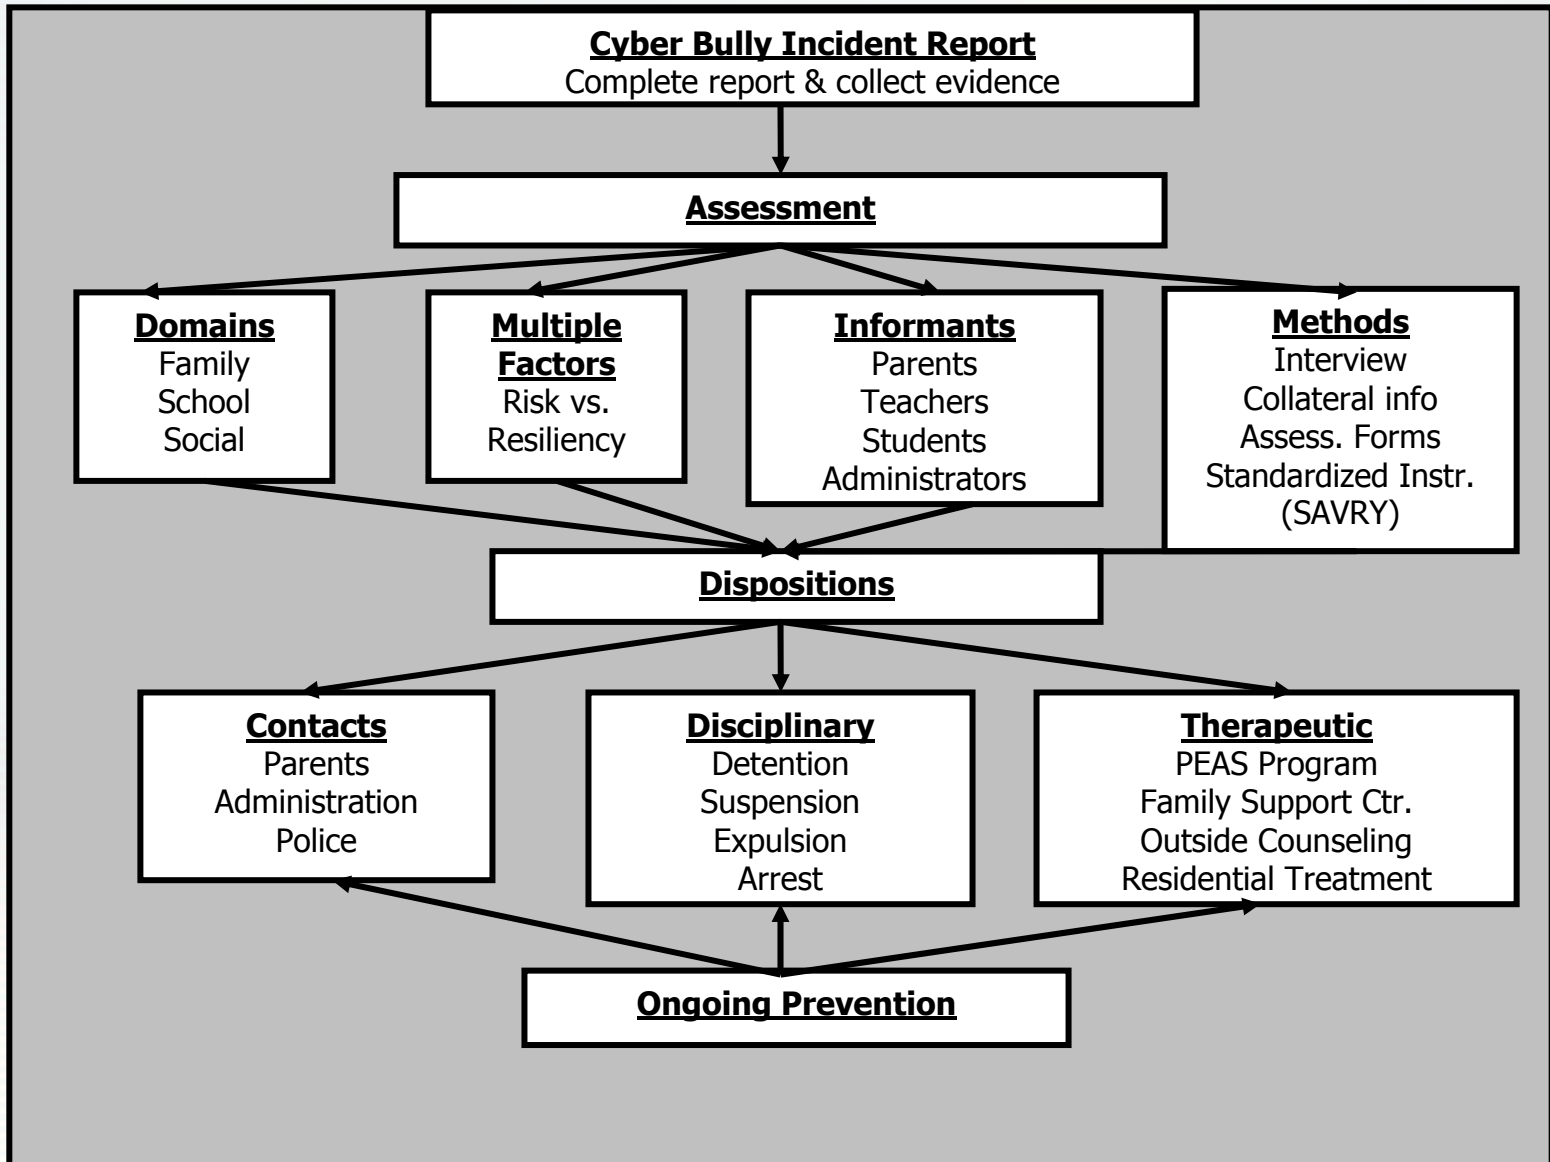 Cyber Bully Incident Report
Complete report & collect evidence
Assessment
Domains
Family
School
Social
Multiple
Factors
Risk vs.
Resiliency
Informants
Parents
Teachers
Students
Administrators
Methods
Interview
Collateral info
Assess. Forms
Standardized Instr.
(SAVRY)
Dispositions
Contacts
Parents
Administration
Police
Disciplinary
Detention
Suspension
Expulsion
Arrest
Therapeutic
PEAS Program
Family Support Ctr.
Outside Counseling
Residential Treatment
Ongoing Prevention